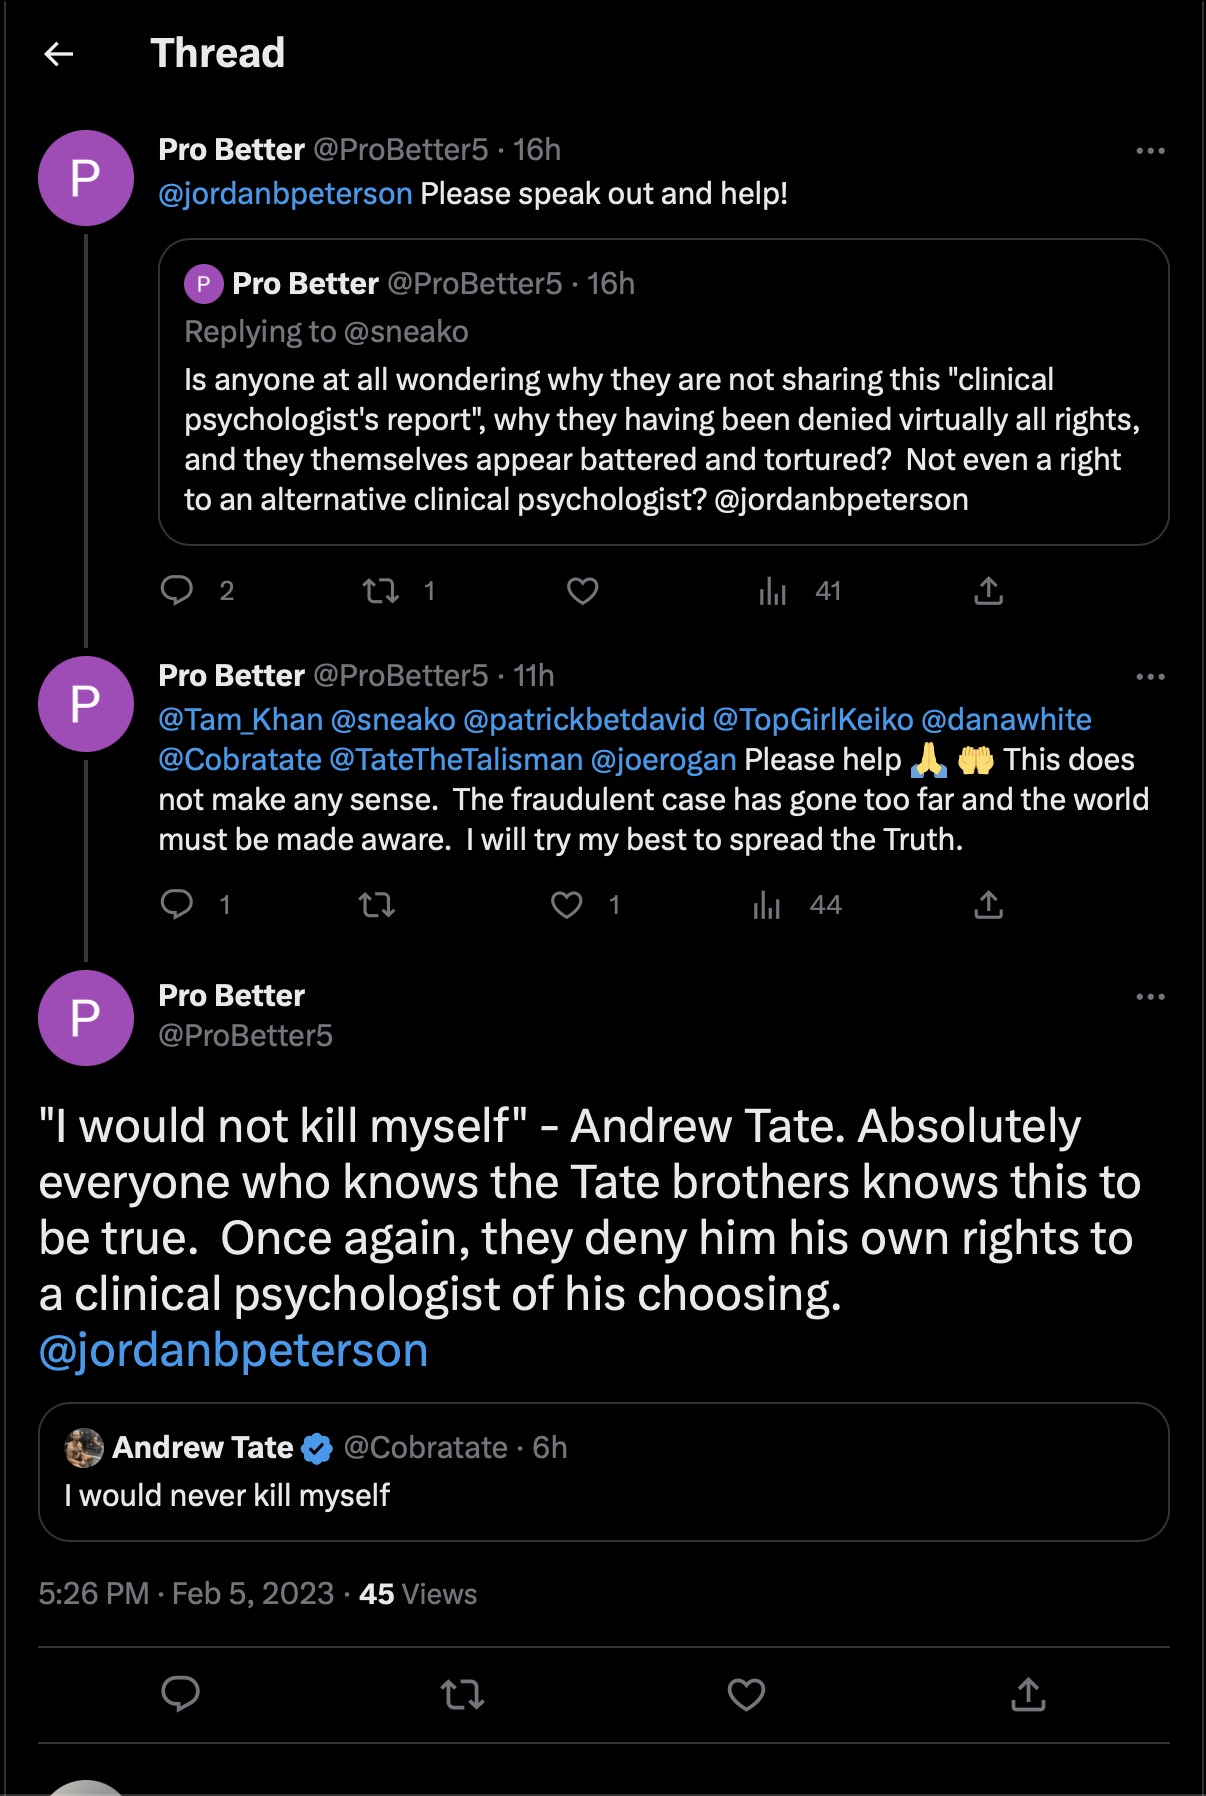 Thread
Pro Better @ProBetter5 · 16h
@jordanbpeterson Please speak out and help!
P
P Pro Better @ProBetter5 · 16h
Replying to @sneako
Is anyone at all wondering why they are not sharing this "clinical
psychologist's report", why they having been denied virtually all rights,
and they themselves appear battered and tortured?  Not even a right
to an alternative clinical psychologist? @jordanbpeterson
2 1 41
Pro Better @ProBetter5 · 11h
P
@Tam_Khan @sneako @patrickbetdavid @TopGirlKeiko @danawhite
@Cobratate @TateTheTalisman @joerogan Please help 🙏 🤲 This does
not make any sense.  The fraudulent case has gone too far and the world
must be made aware.  I will try my best to spread the Truth.
1 1 44
Pro Better
P
@ProBetter5
"I would not kill myself" - Andrew Tate. Absolutely
everyone who knows the Tate brothers knows this to
be true.  Once again, they deny him his own rights to
a clinical psychologist of his choosing.
@jordanbpeterson
Andrew Tate @Cobratate · 6h
I would never kill myself
5:26 PM · Feb 5, 2023 · 45 Views